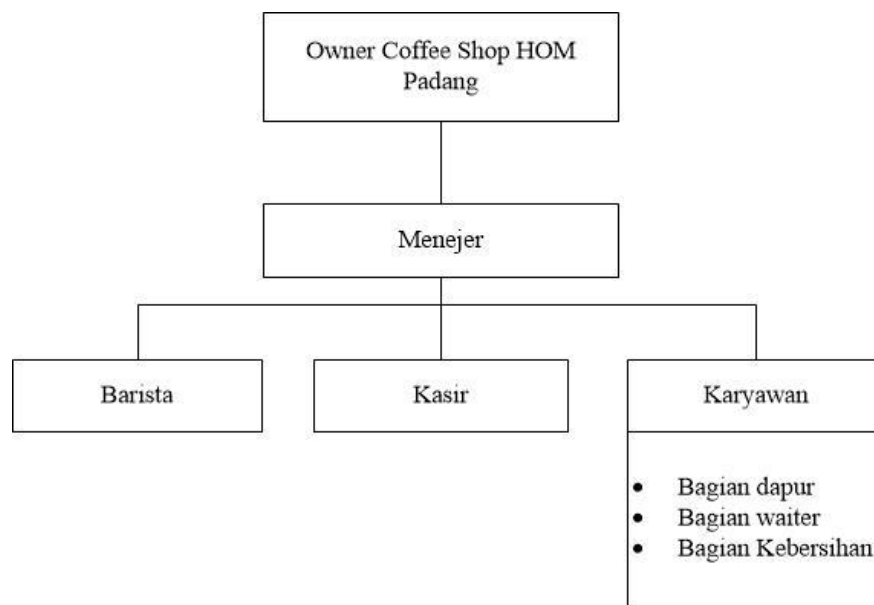 Owner Coffee Shop HOM
Padang
Menejer
Barista
Kasir
Karyawan
• Bagian dapur
• Bagian waiter
• Bagian Kebersihan